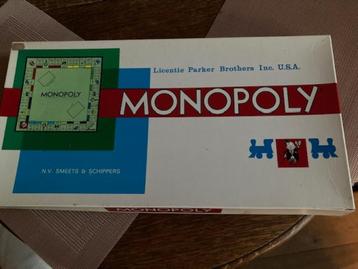 Licentie Parker Brothers Inc. U.S.A.
MONOPOLY
MONOPOLY
N.V. SMEETS & SCHIPPERS
MONOPOLY